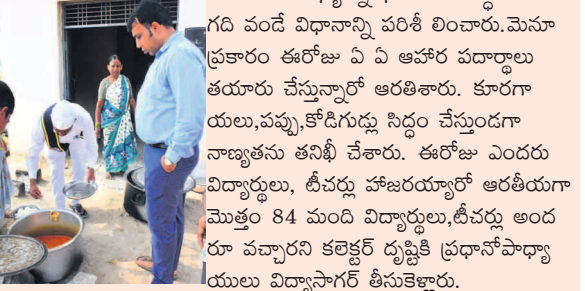 గది వండే విధానాన్ని పరిశీ లించారు.మెనూ
ప్రకారం ఈరోజు ఏ ఏ ఆహార పదార్థాలు
తయారు చేస్తున్నారో ఆరతిశారు. కూరగా
యలు,పప్పు,కోడిగుడ్లు సిద్ధం చేస్తుండగా
నాణ్యతను తనిఖీ చేశారు. ఈరోజు ఎందరు
విద్యార్థులు, టీచర్లు హాజరయ్యారో ఆరతీయగా
మొత్తం 84 మంది విద్యార్థులు,టీచర్లు అంద
రూ వచ్చారని కలెక్టర్ దృష్టికి ప్రధానోపాధ్యా
యులు విద్యాసాగర్ తీసుకెళ్లారు.